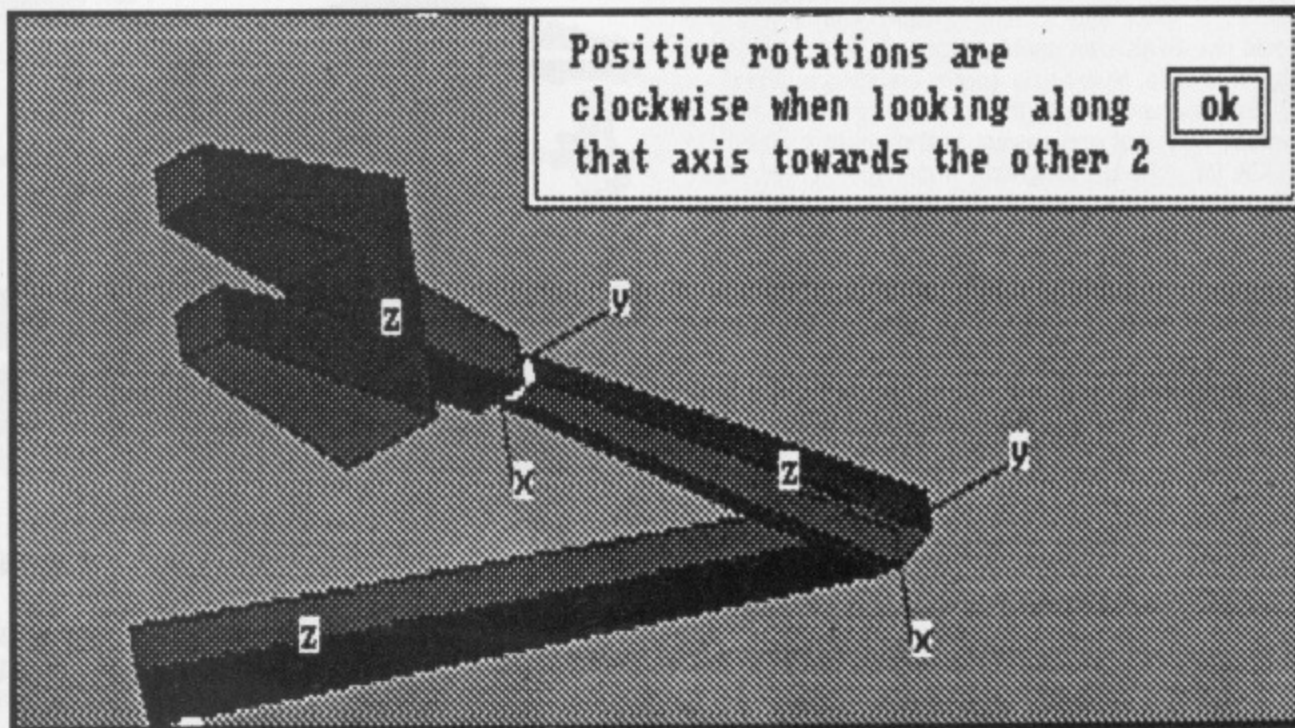 Positive rotations are
clockwise when looking along
that axis towards the other 2
ok
z
y
z
y
x
z
x